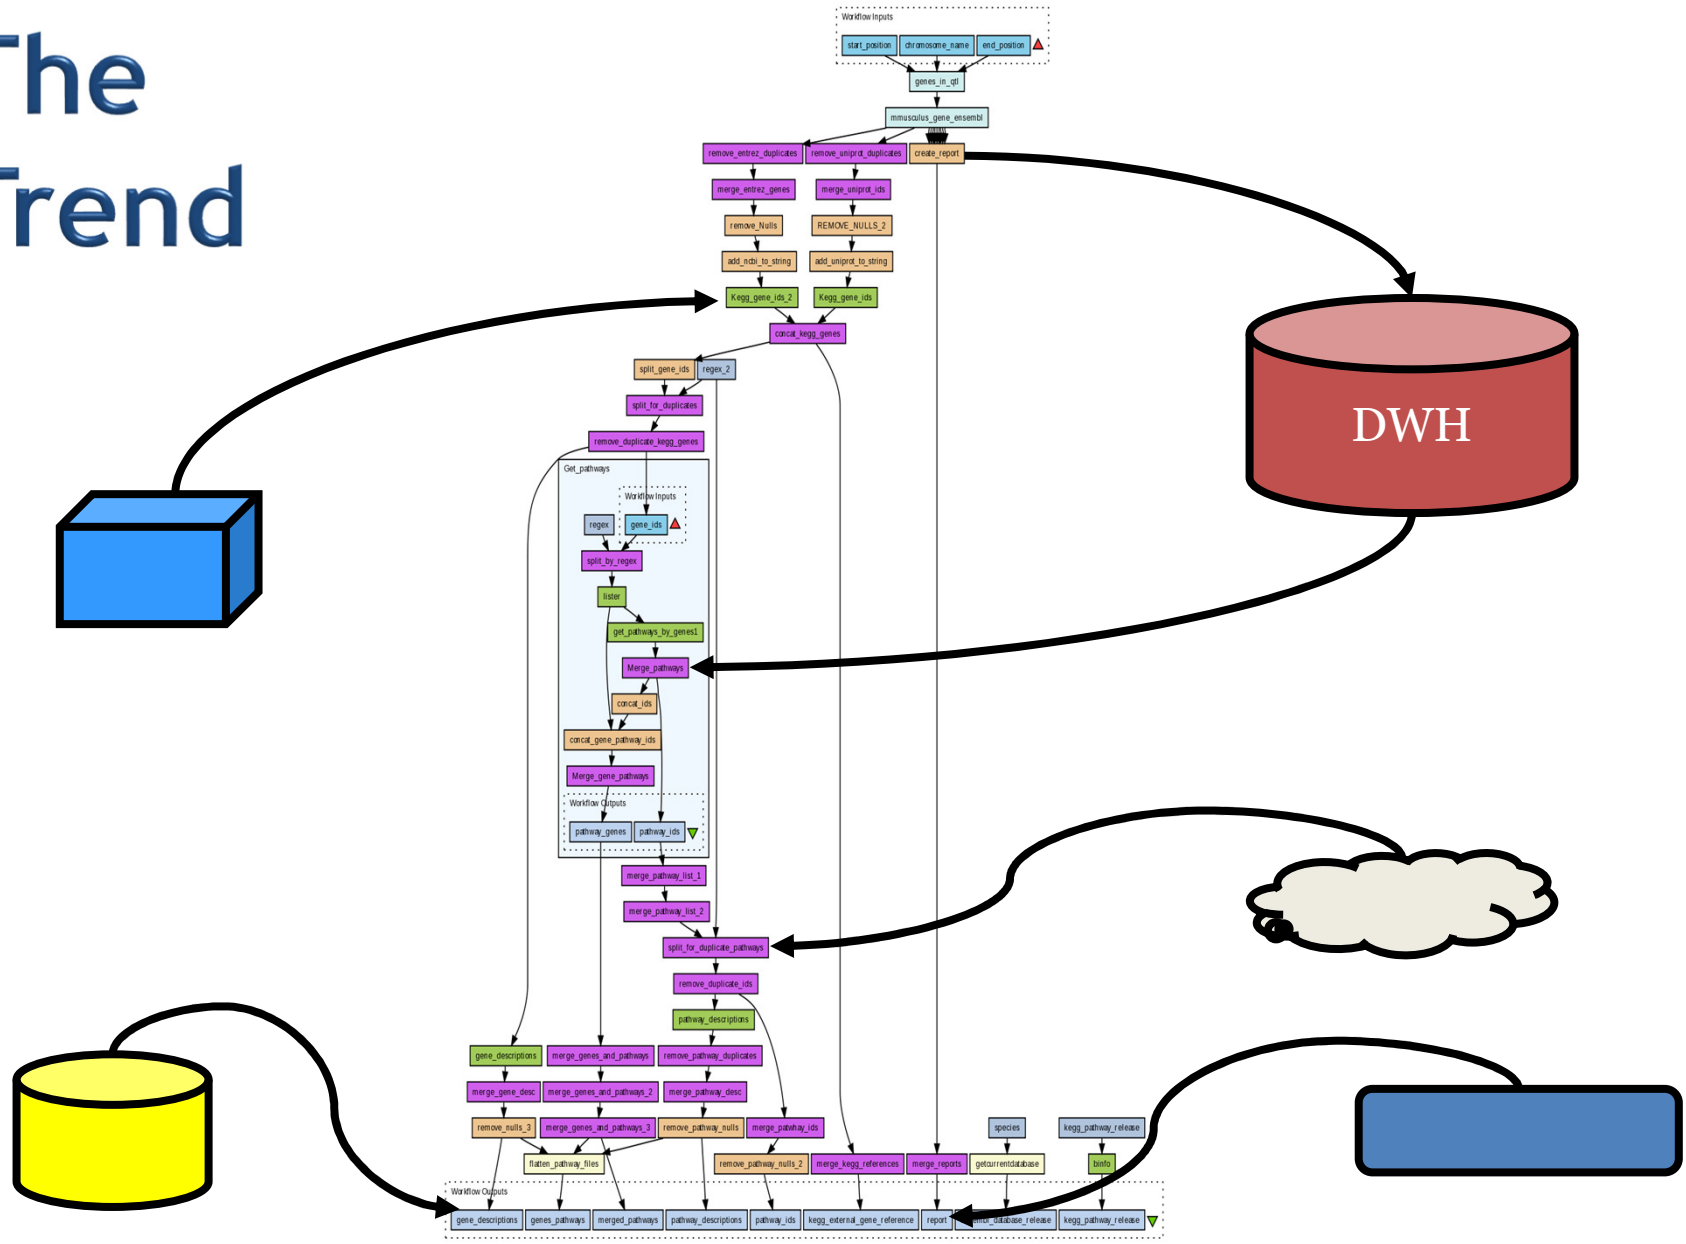 The
Trend
Workflow Inputs
start_position chromosome_name end_position
genes_in_qtl
mmusculus_gene_ensembl
remove_entrez_duplicates remove_uniprot_duplicates create_report
merge_entrez_genes merge_uniprot_ids
remove_Nulls REMOVE_NULLS_2
add_ncbi_to_string add_uniprot_to_string
Kegg_gene_ids_2 Kegg_gene_ids
concat_kegg_genes
split_gene_ids regex_2
split_for_duplicates
DWH
remove_duplicate_kegg_genes
Get_pathways
Workflow Inputs
regex gene_ids
split_by_regex
lister
get_pathways_by_genes1
Merge_pathways
concat_ids
concat_gene_pathway_ids
Merge_gene_pathways
Workflow Outputs
pathway_genes pathway_ids
merge_pathway_list_1
merge_pathway_list_2
split_for_duplicate_pathways
remove_duplicate_ids
pathway_descriptions
gene_descriptions merge_genes_and_pathways remove_pathway_duplicates
merge_gene_desc merge_genes_and_pathways_2 merge_pathway_desc
remove_nulls_3 merge_genes_and_pathways_3 remove_pathway_nulls merge_patwhay_ids species kegg_pathway_release
flatten_pathway_files remove_pathway_nulls_2 merge_kegg_references merge_reports getcurrentdatabase binfo
Workflow Outputs
gene_descriptions genes_pathways merged_pathways pathway_descriptions pathway_ids kegg_external_gene_reference report kegg_pathway_release